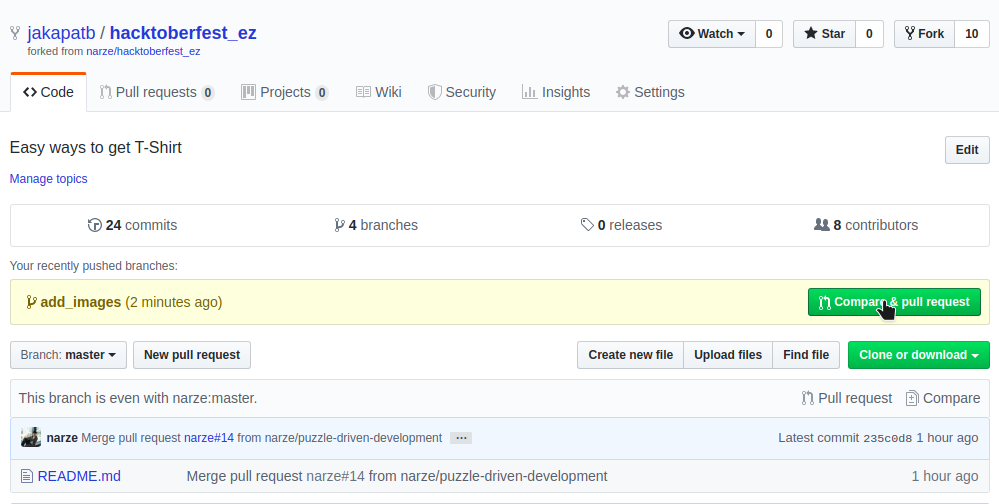 jakapatb / hacktoberfest_ez
forked from narze/hacktoberfest_ez
Watch 0 Star 0 Fork 10
Code Pull requests 0 Projects 0 Wiki Security Insights Settings
Easy ways to get T-Shirt
Edit
Manage topics
24 commits 4 branches 0 releases 8 contributors
Your recently pushed branches:
add_images (2 minutes ago) Compare & pull request
Branch: master New pull request Create new file Upload files Find file Clone or download
This branch is even with narze:master. Pull request Compare
narze Merge pull request narze#14 from narze/puzzle-driven-development ... Latest commit 235c0d8 1 hour ago
README.md Merge pull request narze#14 from narze/puzzle-driven-development 1 hour ago